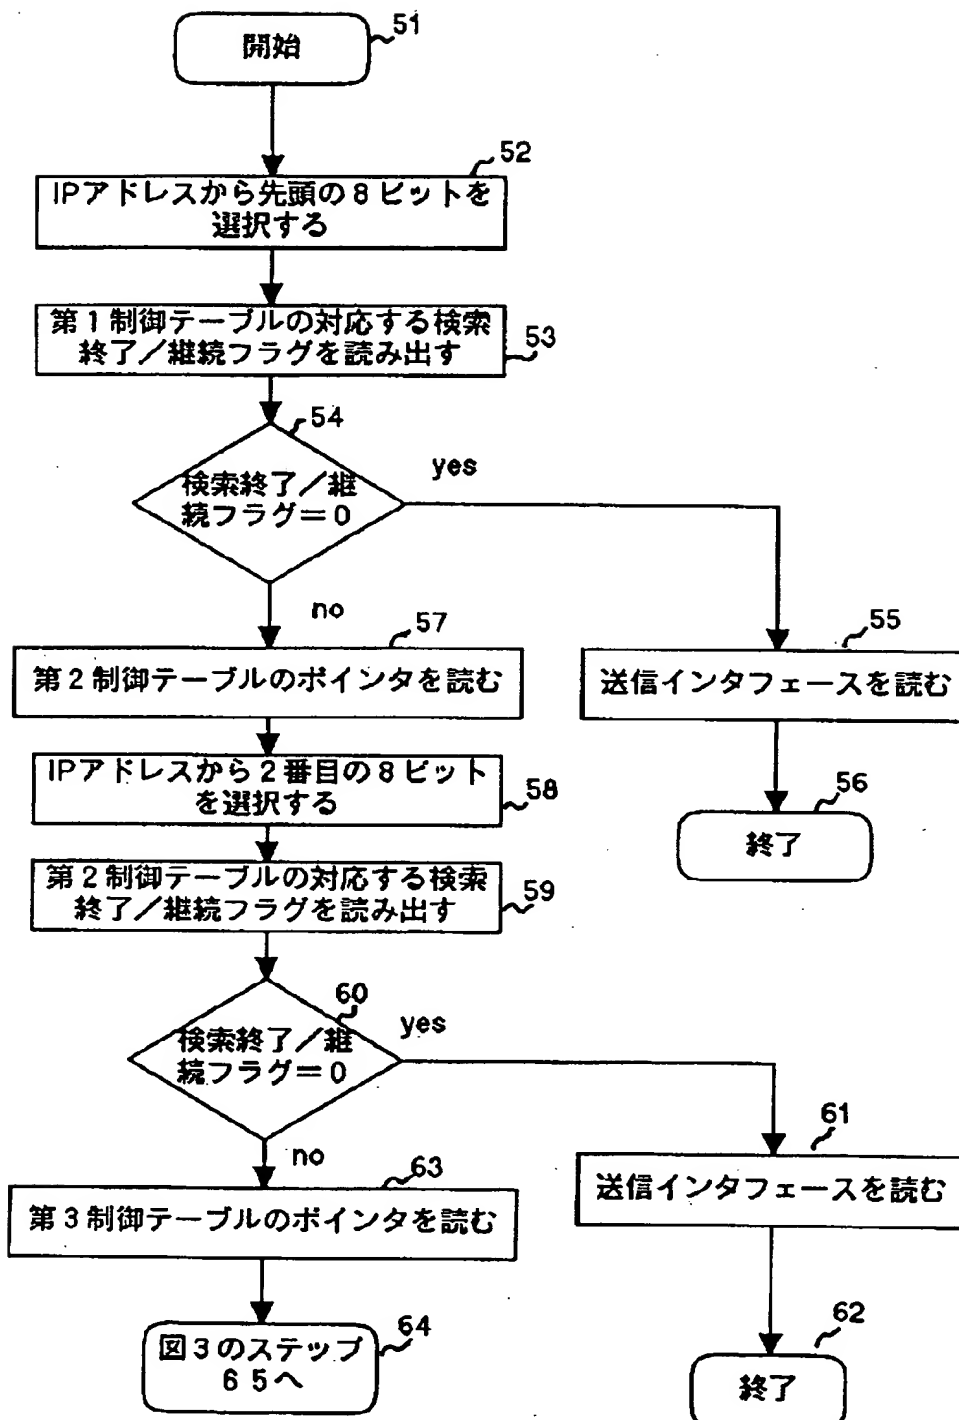 開始
51
52
IPアドレスから先頭の8ビットを
選択する
第1制御テーブルの対応する検索
終了/継続フラグを読み出す
53
54
検索終了/継
続フラグ=0
yes
no
57
第2制御テーブルのポインタを読む
55
送信インタフェースを読む
IPアドレスから2番目の8ビット
を選択する
58
56
終了
第2制御テーブルの対応する検索
終了/継続フラグを読み出す
59
60
検索終了/継
続フラグ=0
yes
no
61
送信インタフェースを読む
63
第3制御テーブルのポインタを読む
図3のステップ
65へ
64
62
終了